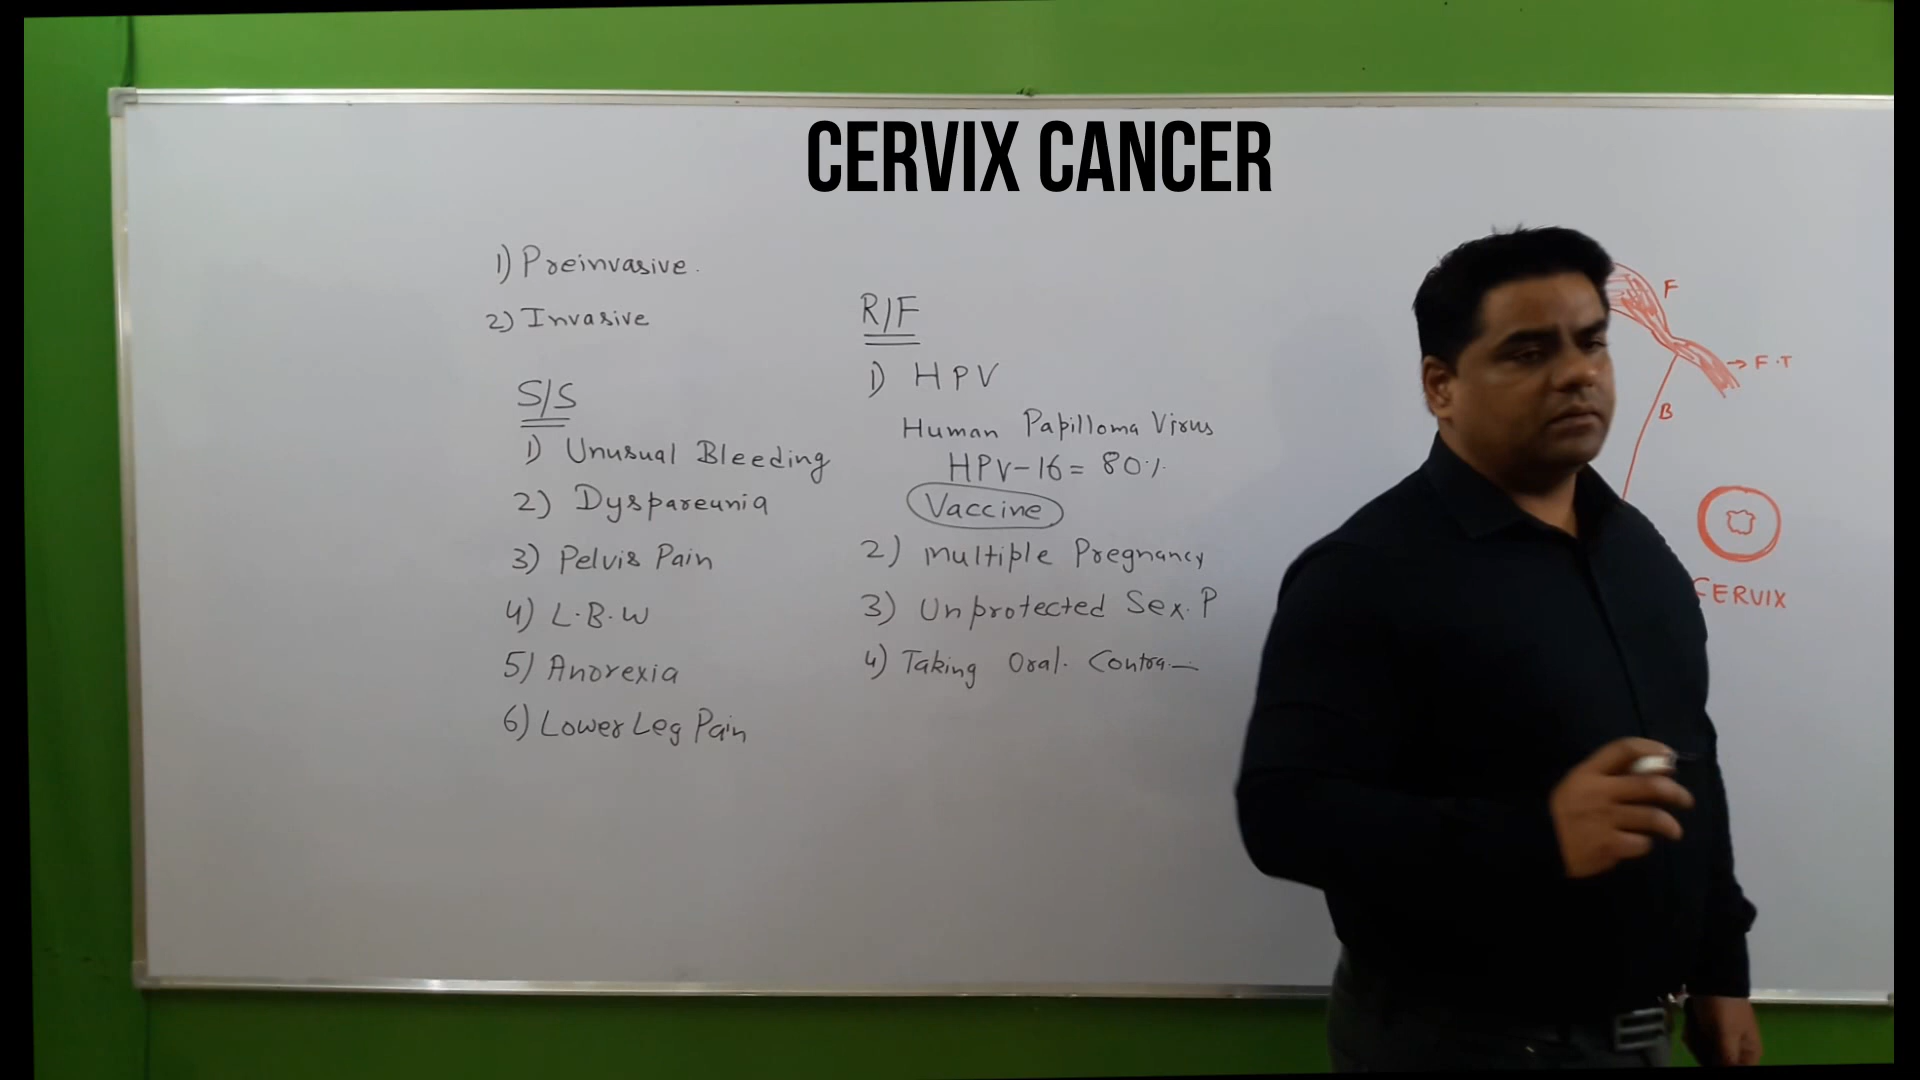 CERVIX CANCER
1) Preinvasive.
2) Invasive
S/S
1) Unusual Bleeding
2) Dyspareunia
3) Pelvis Pain
4) L.B.W
5) Anorexia
6) Lower Leg Pain
R/F
1) HPV
Human Papilloma Virus
HPV-16 = 80%
Vaccine
2) Multiple Pregnancy
3) Unprotected Sex. P
4) Taking Oral. Contra—
F
→ F.T
B
CERVIX